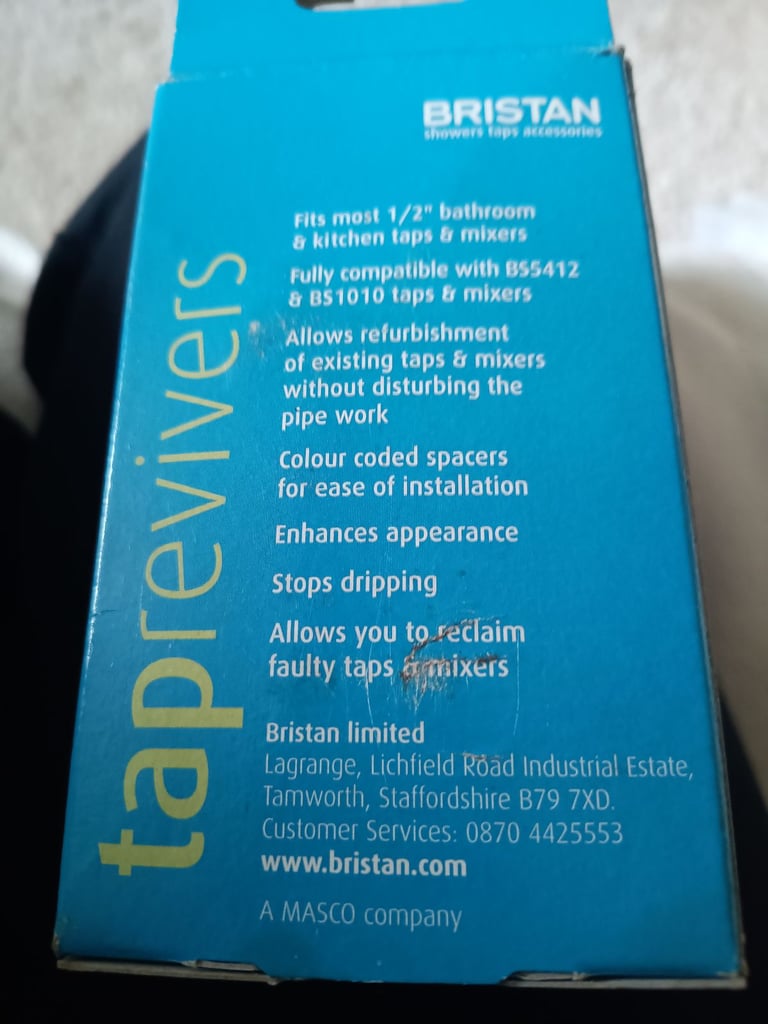 BRISTAN
showers taps accessories
taprevivers
Fits most 1/2" bathroom
& kitchen taps & mixers
Fully compatible with BS5412
& BS1010 taps & mixers
Allows refurbishment
of existing taps & mixers
without disturbing the
pipe work
Colour coded spacers
for ease of installation
Enhances appearance
Stops dripping
Allows you to reclaim
faulty taps & mixers
Bristan limited
Lagrange, Lichfield Road Industrial Estate,
Tamworth, Staffordshire B79 7XD.
Customer Services: 0870 4425553
www.bristan.com
A MASCO company